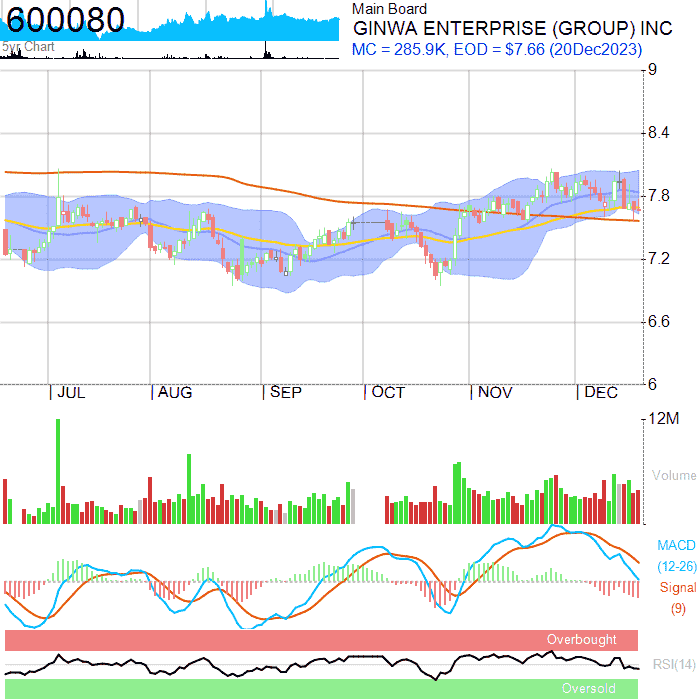 600080
5yr Chart
Main Board
GINWA ENTERPRISE (GROUP) INC
MC = 285.9K, EOD = $7.66 (20Dec2023)
9
8.4
7.8
7.2
6.6
6
JUL AUG SEP OCT NOV DEC
12M
Volume
MACD
(12-26)
Signal
(9)
Overbought
RSI(14)
Oversold